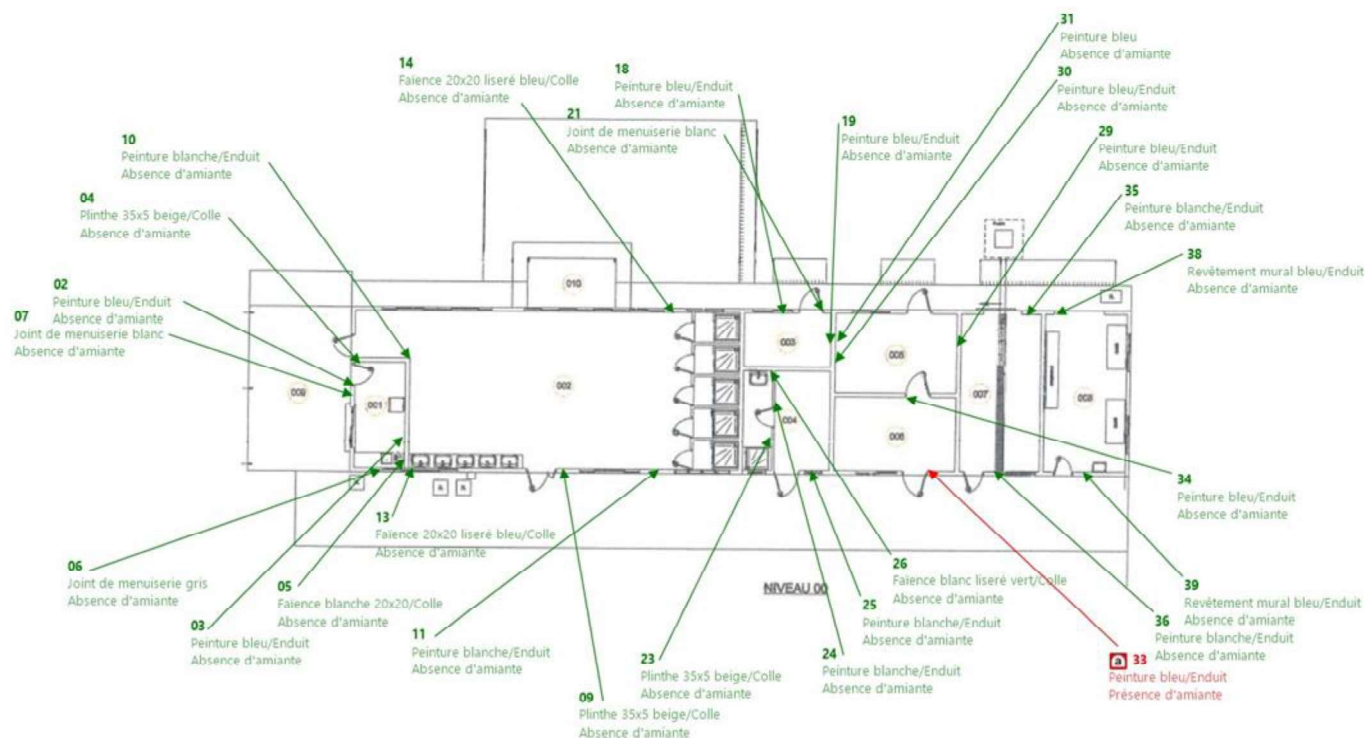 31
Peinture bleu
Absence d'amiante
30
Peinture bleu/Enduit
Absence d'amiante
14
Faïence 20x20 liseré bleu/Colle
Absence d'amiante
18
Peinture bleu/Enduit
Absence d'amiante
21
Joint de menuiserie blanc
Absence d'amiante
19
Peinture bleu/Enduit
Absence d'amiante
29
Peinture bleu/Enduit
Absence d'amiante
10
Peinture blanche/Enduit
Absence d'amiante
04
Plinthe 35x5 beige/Colle
Absence d'amiante
35
Peinture blanche/Enduit
Absence d'amiante
38
Revêtement mural bleu/Enduit
Absence d'amiante
02
Peinture bleu/Enduit
Absence d'amiante
07
Joint de menuiserie blanc
Absence d'amiante
010
009
001
002
003
004
005
006
007
008
34
Peinture bleu/Enduit
Absence d'amiante
13
Faïence 20x20 liseré bleu/Colle
Absence d'amiante
06
Joint de menuiserie gris
Absence d'amiante
05
Faïence blanche 20x20/Colle
Absence d'amiante
03
Peinture bleu/Enduit
Absence d'amiante
11
Peinture blanche/Enduit
Absence d'amiante
09
Plinthe 35x5 beige/Colle
Absence d'amiante
23
Plinthe 35x5 beige/Colle
Absence d'amiante
NIVEAU 00
26
Faïence blanc liseré vert/Colle
Absence d'amiante
25
Peinture blanche/Enduit
Absence d'amiante
24
Peinture blanche/Enduit
Absence d'amiante
39
Revêtement mural bleu/Enduit
Absence d'amiante
36
Peinture blanche/Enduit
Absence d'amiante
a 33
Peinture bleu/Enduit
Présence d'amiante